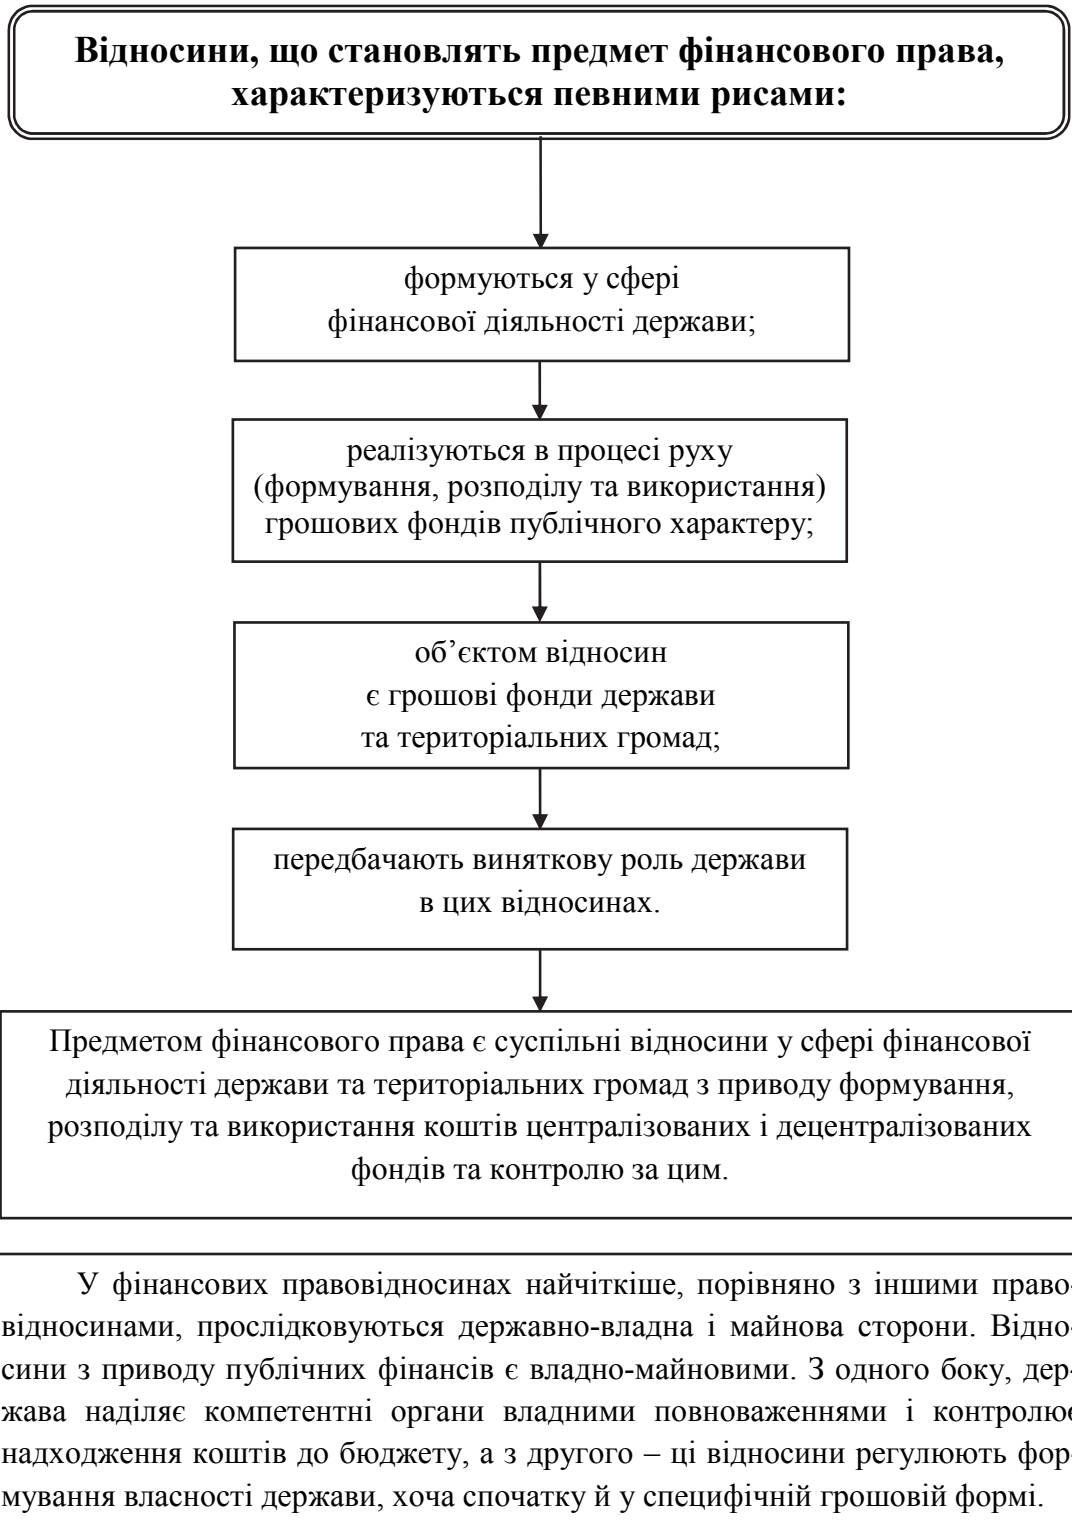 Відносини, що становлять предмет фінансового права,
характеризуються певними рисами:
формуються у сфері
фінансової діяльності держави;
реалізуються в процесі руху
(формування, розподілу та використання)
грошових фондів публічного характеру;
об’єктом відносин
є грошові фонди держави
та територіальних громад;
передбачають виняткову роль держави
в цих відносинах.
Предметом фінансового права є суспільні відносини у сфері фінансової
діяльності держави та територіальних громад з приводу формування,
розподілу та використання коштів централізованих і децентралізованих
фондів та контролю за цим.
У фінансових правовідносинах найчіткіше, порівняно з іншими право-
відносинами, прослідковуються державно-владна і майнова сторони. Відно-
сини з приводу публічних фінансів є владно-майновими. З одного боку, дер-
жава наділяє компетентні органи владними повноваженнями і контролює
надходження коштів до бюджету, а з другого – ці відносини регулюють фор-
мування власності держави, хоча спочатку й у специфічній грошовій формі.